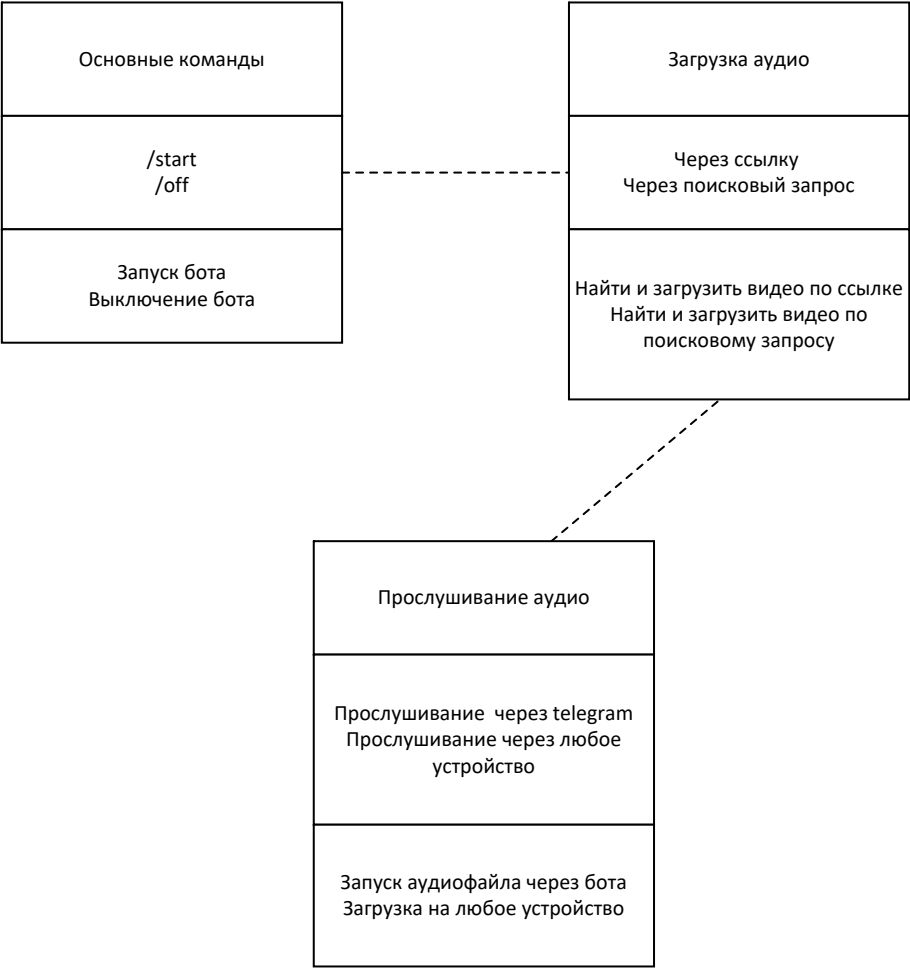 Основные команды
/start
/off
Запуск бота
Выключение бота
Загрузка аудио
Через ссылку
Через поисковый запрос
Найти и загрузить видео по ссылке
Найти и загрузить видео по
поисковому запросу
Прослушивание аудио
Прослушивание  через telegram
Прослушивание через любое
устройство
Запуск аудиофайла через бота
Загрузка на любое устройство